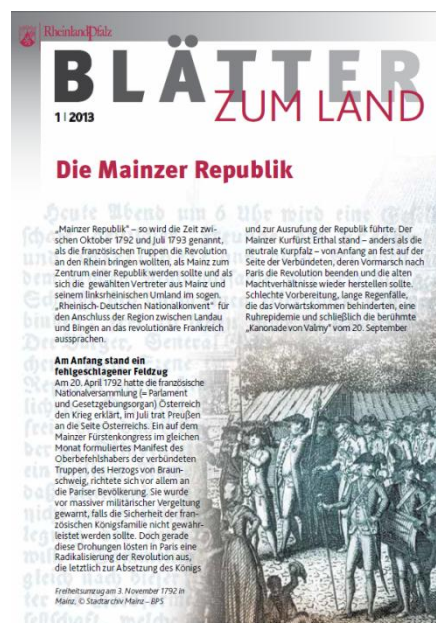 RheinlandPfalz
BLÄTTER
ZUM LAND
1 | 2013
Die Mainzer Republik
„Mainzer Republik“ – so wird die Zeit zwi-
schen Oktober 1792 und Juli 1793 genannt,
als die französischen Truppen die Revolution
an den Rhein bringen wollten, als Mainz zum
Zentrum einer Republik werden sollte und als
sich die gewählten Vertreter aus Mainz und
seinem linksrheinischen Umland im sogen.
„Rheinisch-Deutschen Nationalkonvent“ für
den Anschluss der Region zwischen Landau
und Bingen an das revolutionäre Frankreich
aussprachen.
Am Anfang stand ein
fehlgeschlagener Feldzug
Am 20. April 1792 hatte die französische
Nationalversammlung (= Parlament
und Gesetzgebungsorgan) Österreich
den Krieg erklärt, im Juli trat Preußen
an die Seite Österreichs. Ein auf dem
Mainzer Fürstenkongress im gleichen
Monat formuliertes Manifest des
Oberbefehlshabers der verbündeten
Truppen, des Herzogs von Braun-
schweig, richtete sich vor allem an
die Pariser Bevölkerung. Sie wurde
vor massiver militärischer Vergeltung
gewarnt, falls die Sicherheit der fran-
zösischen Königsfamilie nicht gewähr-
leistet werden sollte. Doch gerade
diese Drohungen lösten in Paris eine
Radikalisierung der Revolution aus,
die letztlich zur Absetzung des Königs
und zur Ausrufung der Republik führte. Der
Mainzer Kurfürst Erthal stand – anders als die
neutrale Kurpfalz – von Anfang an fest auf der
Seite der Verbündeten, deren Vormarsch nach
Paris die Revolution beenden und die alten
Machtverhältnisse wieder herstellen sollte.
Schlechte Vorbereitung, lange Regenfälle,
die das Vorwärtskommen behinderten, eine
Ruhrepidemie und schließlich die berühmte
„Kanonade von Valmy“ vom 20. September
Freiheitsumzug am 3. November 1792 in
Mainz, © Stadtarchiv Mainz – BPS
Heute Abend um 6 Uhr wird eine